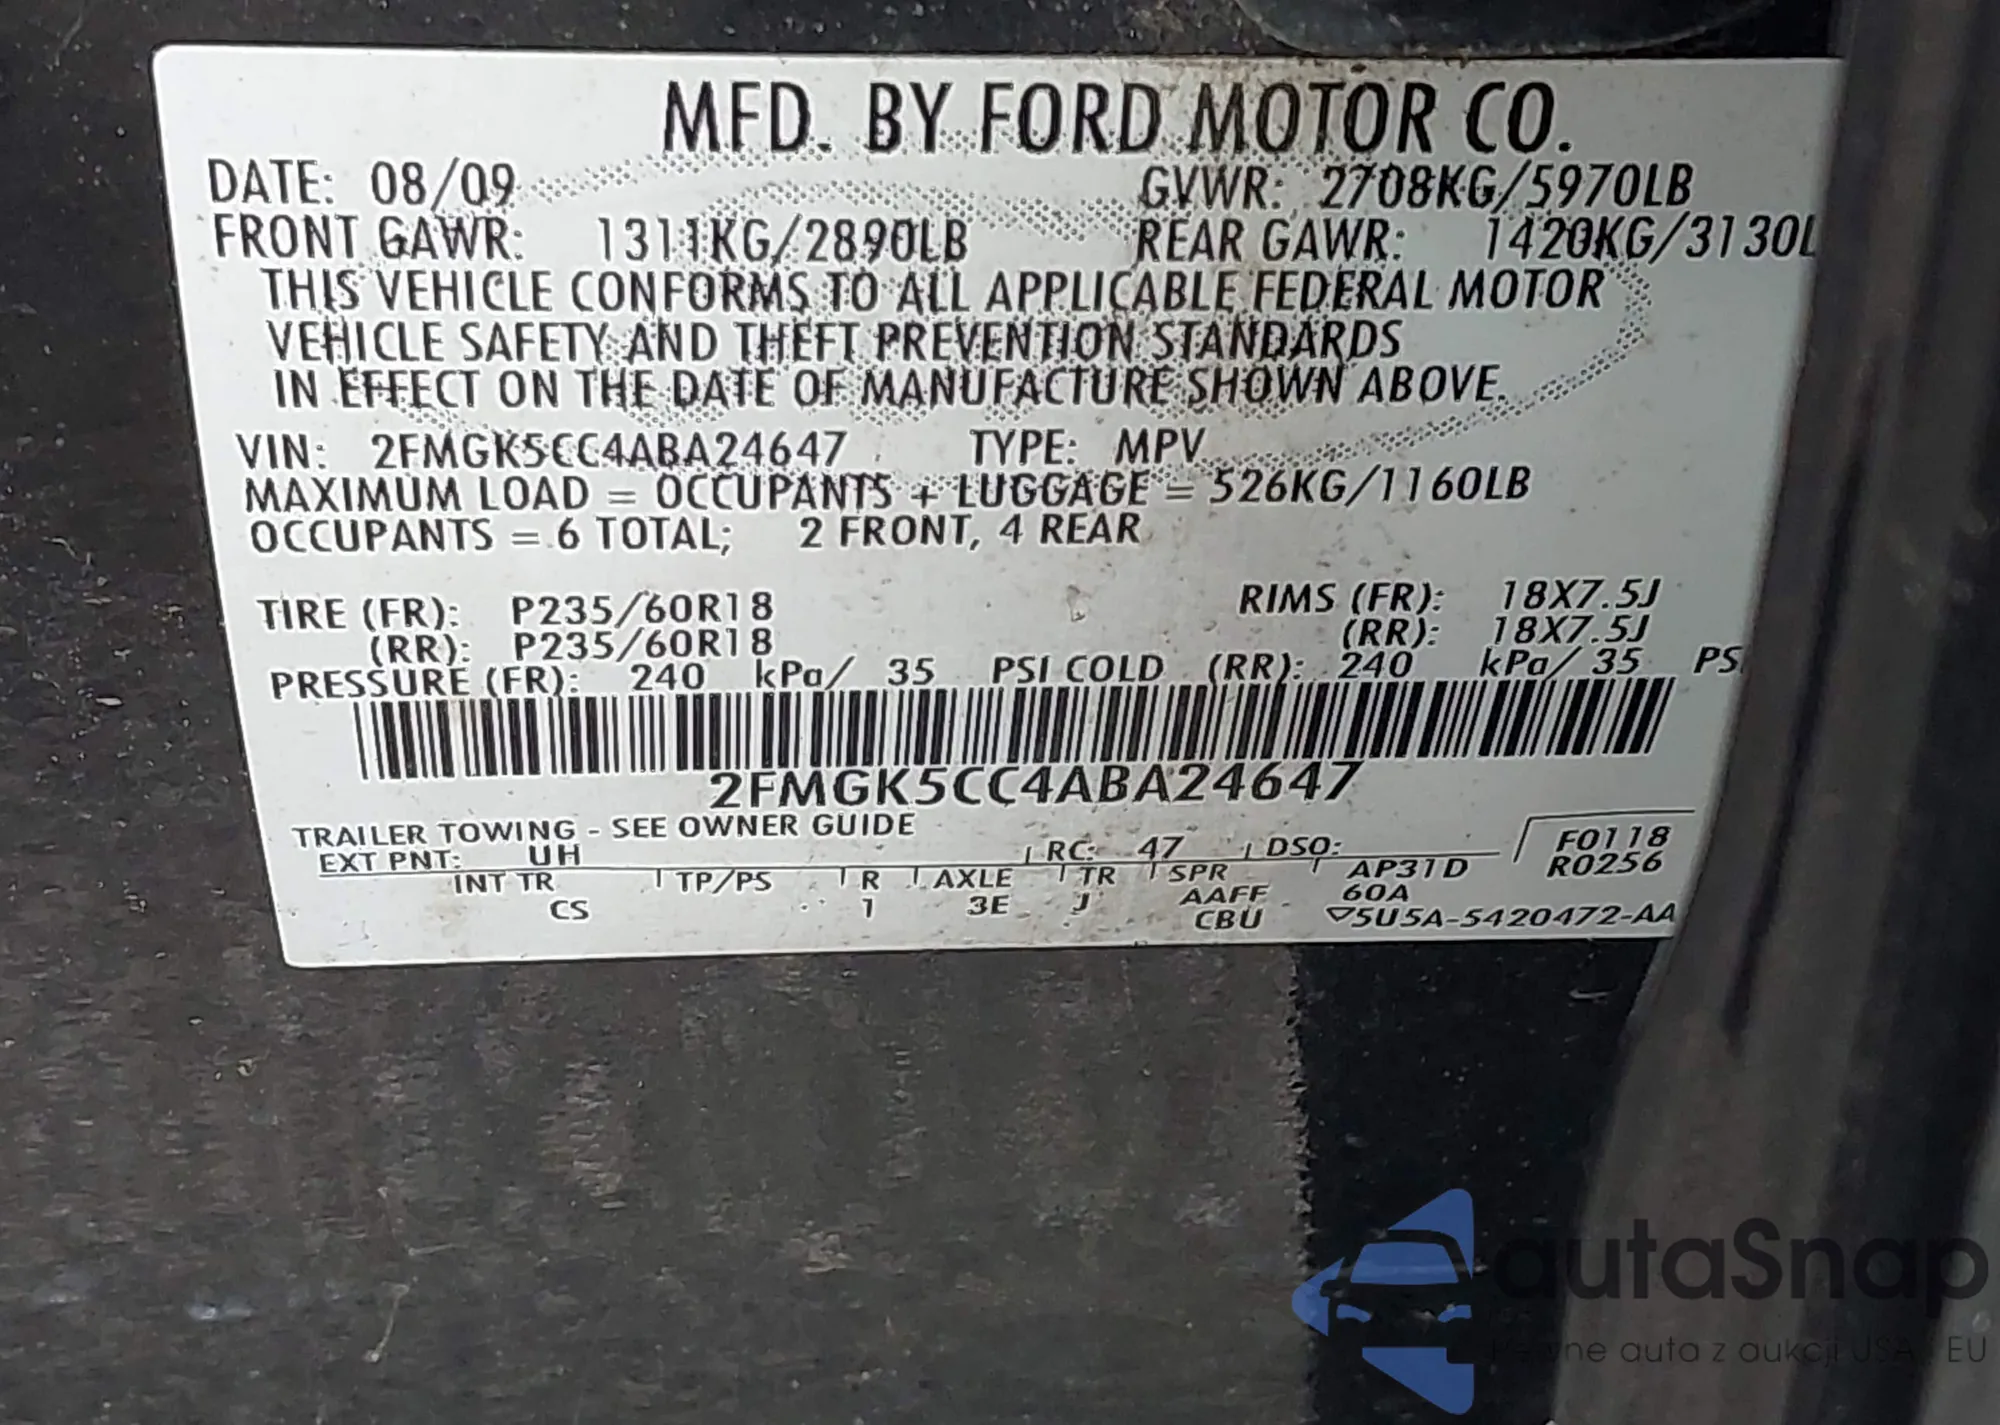 MFD. BY FORD MOTOR CO.
DATE: 08/09 GVWR: 2708KG/5970LB
FRONT GAWR: 1311KG/2890LB REAR GAWR: 1420KG/3130L
THIS VEHICLE CONFORMS TO ALL APPLICABLE FEDERAL MOTOR
VEHICLE SAFETY AND THEFT PREVENTION STANDARDS
IN EFFECT ON THE DATE OF MANUFACTURE SHOWN ABOVE.
VIN: 2FMGK5CC4ABA24647 TYPE: MPV
MAXIMUM LOAD = OCCUPANTS + LUGGAGE = 526KG/1160LB
OCCUPANTS = 6 TOTAL; 2 FRONT, 4 REAR
TIRE (FR): P235/60R18 RIMS (FR): 18X7.5J
(RR): P235/60R18 (RR): 18X7.5J
PRESSURE (FR): 240 kPa/ 35 PSI COLD (RR): 240 kPa/ 35 PS
2FMGK5CC4ABA24647
TRAILER TOWING - SEE OWNER GUIDE
EXT PNT: UH RC: 47 DSO: F0118
R0256
INT TR TP/PS R AXLE TR SPR AP31D
CS 1 3E J AAFF 60A
CBU ▽5U5A-5420472-AA
autaSnap
auta z aukcji USA EU